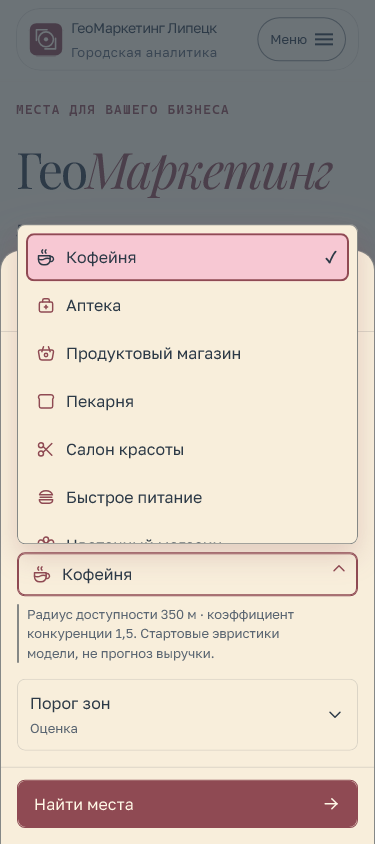 ГеоМаркетинг Липецк
Городская аналитика
Меню
МЕСТА ДЛЯ ВАШЕГО БИЗНЕСА
ГеоМаркетинг
Кофейня
Аптека
Продуктовый магазин
Пекарня
Салон красоты
Быстрое питание
Кофейня
Радиус доступности 350 м · коэффициент
конкуренции 1,5. Стартовые эвристики
модели, не прогноз выручки.
Порог зон
Оценка
Найти места